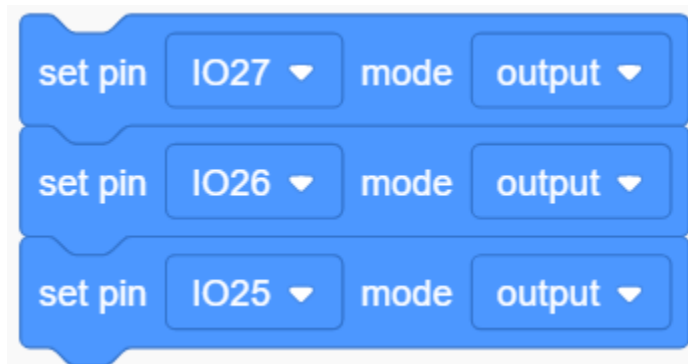 set pin IO27 mode output
set pin IO26 mode output
set pin IO25 mode output